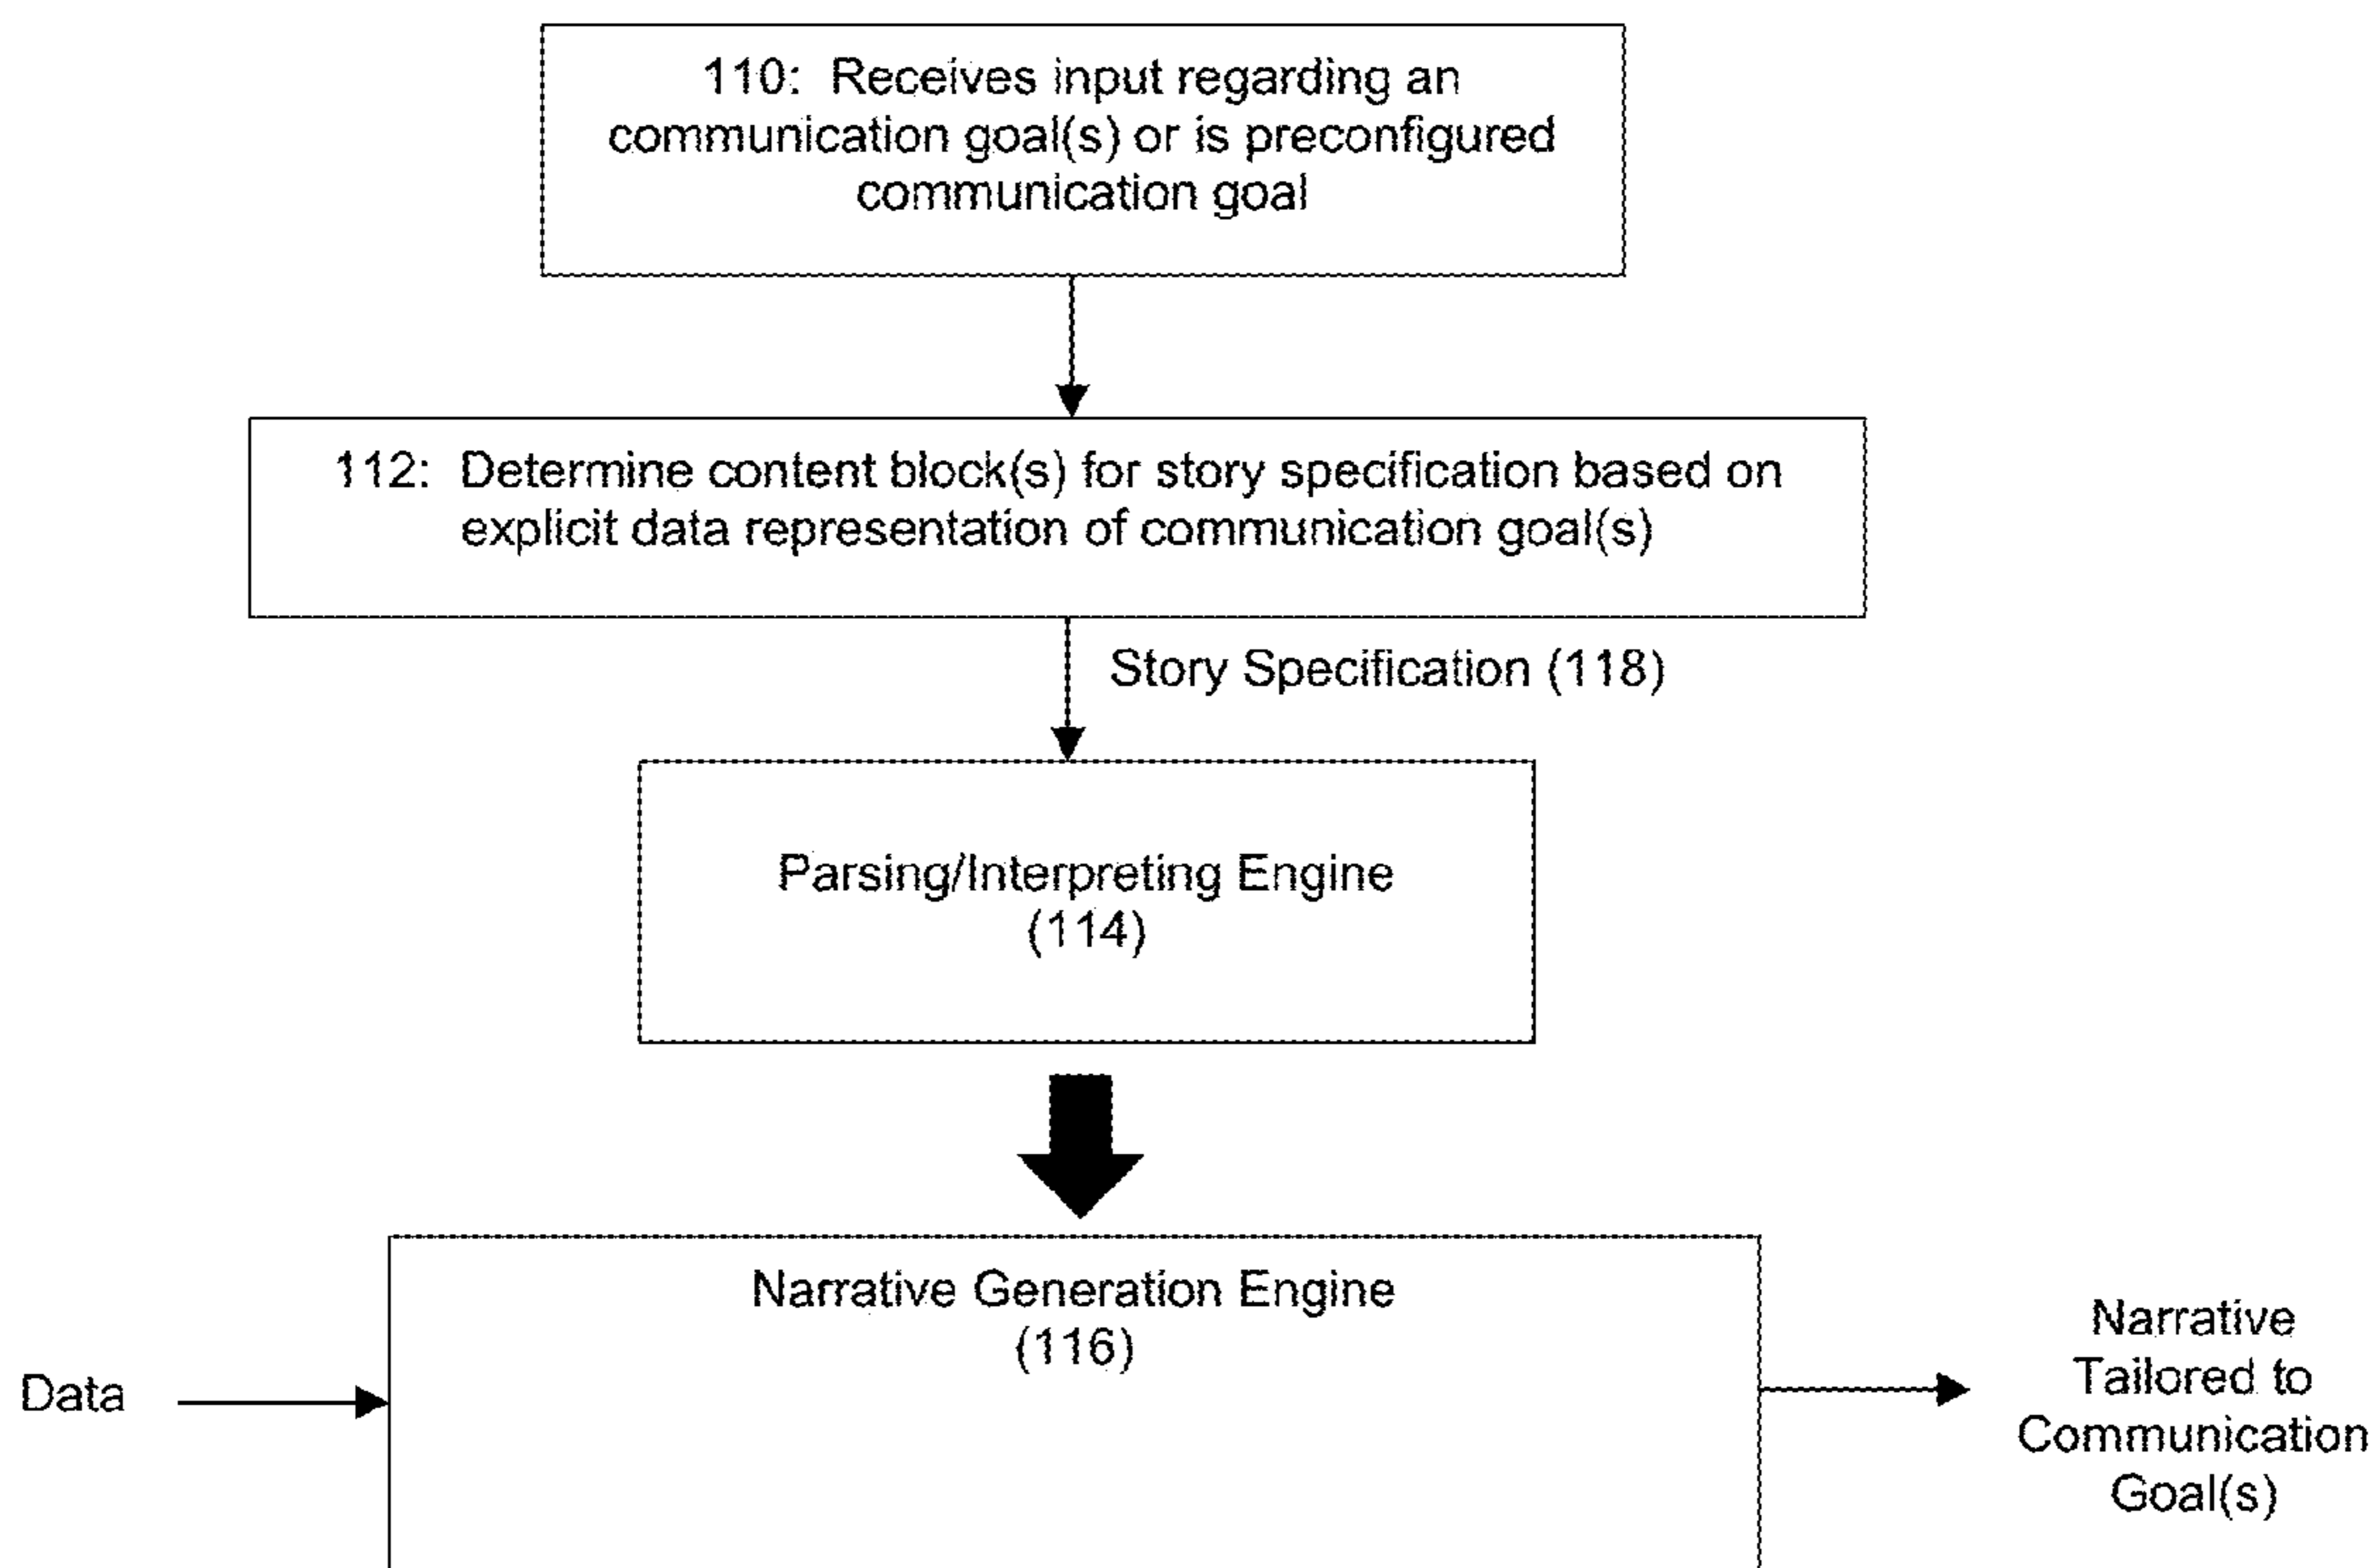 110: Receives input regarding an
communication goal(s) or is preconfigured
communication goal
112: Determine content block(s) for story specification based on
explicit data representation of communication goal(s)
Story Specification (118)
Parsing/Interpreting Engine
(114)
Narrative Generation Engine
(116)
Data
Narrative
Tailored to
Communication
Goal(s)